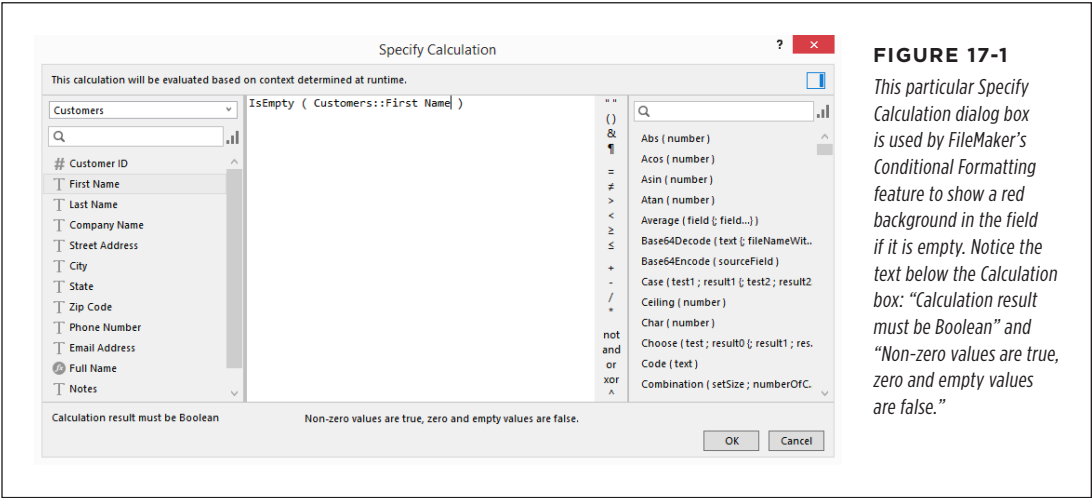 Specify Calculation
?
×
This calculation will be evaluated based on context determined at runtime.
Customers
# Customer ID
T First Name
T Last Name
T Company Name
T Street Address
T City
T State
T Zip Code
T Phone Number
T Email Address
fx Full Name
T Notes
IsEmpty ( Customers::First Name )
" "
()
&
¶
=
≠
>
<
≥
≤
+
-
/
*
not
and
or
xor
^
Abs ( number )
Acos ( number )
Asin ( number )
Atan ( number )
Average ( field {; field...} )
Base64Decode ( text {; fileNameWit..
Base64Encode ( sourceField )
Case ( test1 ; result1 {; test2 ; result2
Ceiling ( number )
Char ( number )
Choose ( test ; result0 {; result1 ; res.
Code ( text )
Combination ( setSize ; numberOfC.
Calculation result must be Boolean
Non-zero values are true, zero and empty values are false.
OK
Cancel
FIGURE 17-1
This particular Specify
Calculation dialog box
is used by FileMaker’s
Conditional Formatting
feature to show a red
background in the field
if it is empty. Notice the
text below the Calculation
box: “Calculation result
must be Boolean” and
“Non-zero values are true,
zero and empty values
are false.”